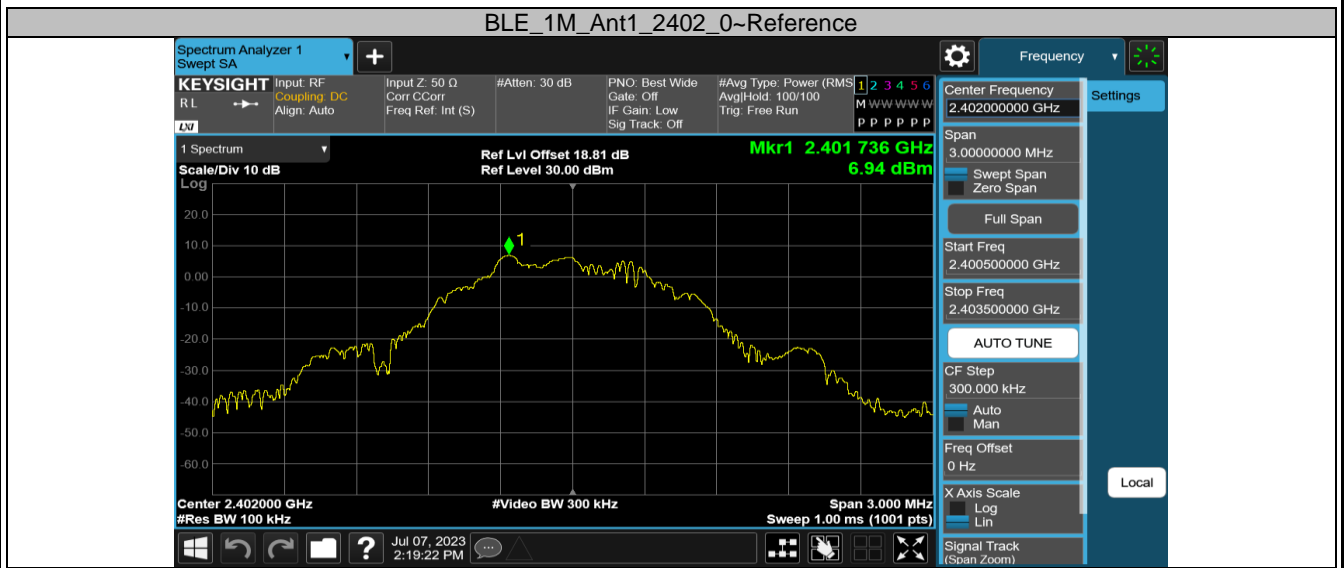 BLE_1M_Ant1_2402_0~Reference
Spectrum Analyzer 1
Swept SA
+
Frequency
KEYSIGHT
R L
LXI
Input: RF
Coupling: DC
Align: Auto
Input Z: 50 Ω
Corr CCorr
Freq Ref: Int (S)
#Atten: 30 dB
PNO: Best Wide
Gate: Off
IF Gain: Low
Sig Track: Off
#Avg Type: Power (RMS
Avg|Hold: 100/100
Trig: Free Run
1 2 3 4 5 6
M W W W W W
P P P P P P
1 Spectrum
Scale/Div 10 dB
Log
Ref Lvl Offset 18.81 dB
Ref Level 30.00 dBm
Mkr1 2.401 736 GHz
6.94 dBm
20.0
10.0
0.00
-10.0
-20.0
-30.0
-40.0
-50.0
-60.0
1
Center 2.402000 GHz
#Res BW 100 kHz
#Video BW 300 kHz
Span 3.000 MHz
Sweep 1.00 ms (1001 pts)
Center Frequency
2.402000000 GHz
Settings
Span
3.00000000 MHz
Swept Span
Zero Span
Full Span
Start Freq
2.400500000 GHz
Stop Freq
2.403500000 GHz
AUTO TUNE
CF Step
300.000 kHz
Auto
Man
Freq Offset
0 Hz
X Axis Scale
Log
Lin
Local
Signal Track
(Span Zoom)
?
Jul 07, 2023
2:19:22 PM